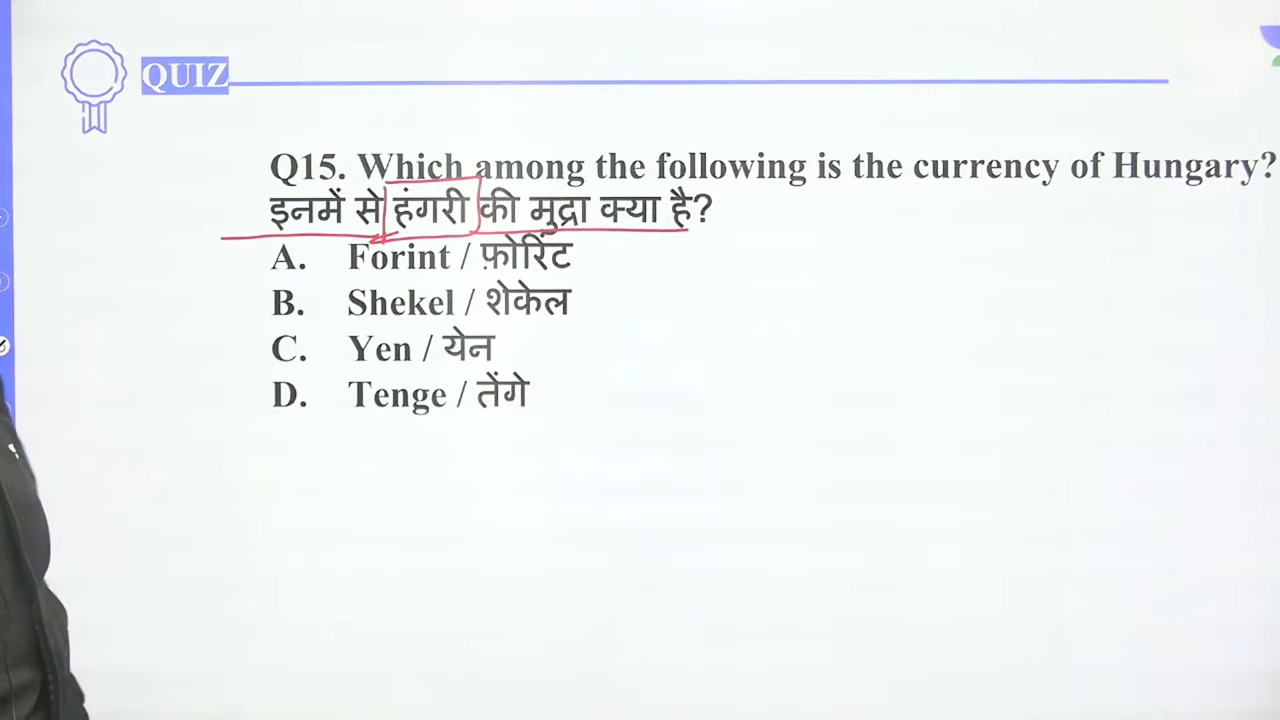 QUIZ
Q15. Which among the following is the currency of Hungary?
इनमें से हंगरी की मुद्रा क्या है?
A. Forint / फ़ोरिंट
B. Shekel / शेकेल
C. Yen / येन
D. Tenge / तेंगे